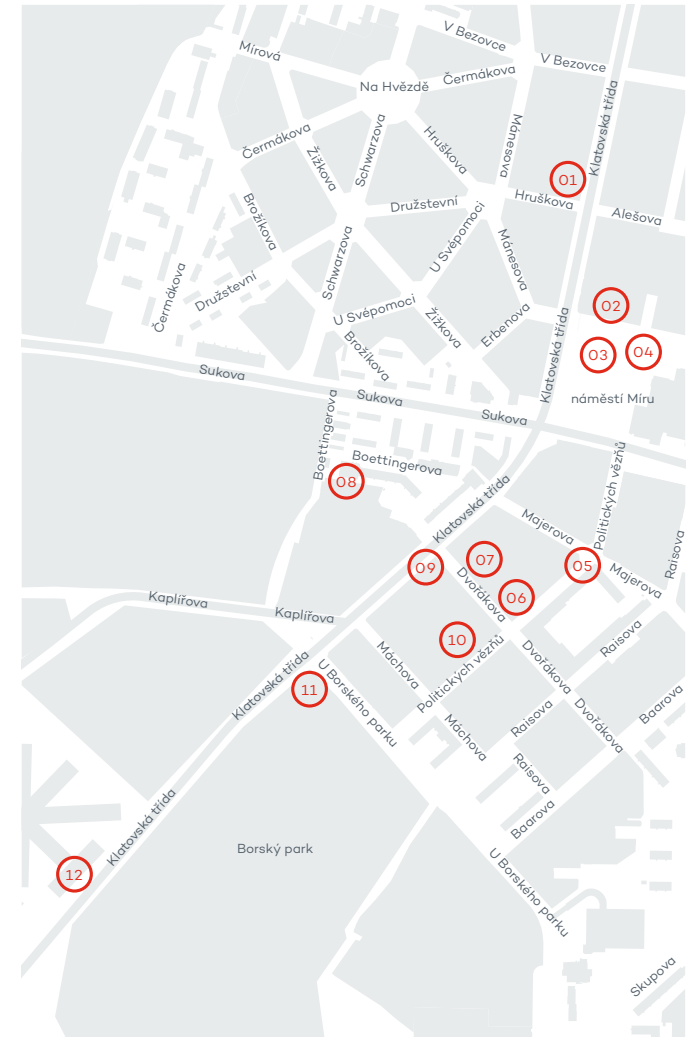 V Bezovce
Mírová
V Bezovce
Čermákova
Na Hvězdě
Klatovská třída
Čermákova
Hruškova
Mánesova
Schwarzova
Žižkova
01
Hruškova
Družstevní
Alešova
Brožíkova
U Svépomoci
Mánesova
Schwarzova
Čermákova
Družstevní
02
U Svépomoci
Žižkova
Erbenova
Klatovská třída
Brožíkova
03
04
Sukova
Sukova
náměstí Míru
Sukova
Boettingerova
Boettingerova
Politických vězňů
08
Klatovská třída
Majerova
09
07
05
Majerova
Raisova
Dvořákova
06
Kaplířova
Kaplířova
10
Raisova
Máchova
Politických vězňů
Dvořákova
Klatovská třída
11
U Borského parku
Baarova
Raisova
Dvořákova
Máchova
Raisova
Klatovská třída
Baarova
Borský park
12
U Borského parku
Skupova